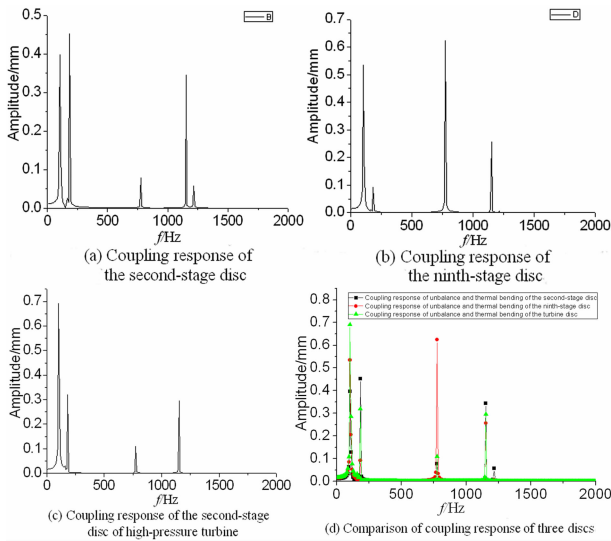 B
0.5
0.4
0.3
0.2
0.1
0.0
Amplitude/mm
0 500 1000 1500 2000
f/Hz
(a) Coupling response of
the second-stage disc
D
0.7
0.6
0.5
0.4
0.3
0.2
0.1
0.0
Amplitude/mm
0 500 1000 1500 2000
f/Hz
(b) Coupling response of
the ninth-stage disc
0.7
0.6
0.5
0.4
0.3
0.2
0.1
0.0
Amplitude/mm
0 500 1000 1500 2000
f/Hz
(c) Coupling response of the second-stage
disc of high-pressure turbine
Coupling response of unbalance and thermal bending of the second-stage disc
Coupling response of unbalance and thermal bending of the ninth-stage disc
Coupling response of unbalance and thermal bending of the turbine disc
0.8
0.7
0.6
0.5
0.4
0.3
0.2
0.1
0.0
Amplitude/mm
0 500 1000 1500 2000
f/Hz
(d) Comparison of coupling response of three discs